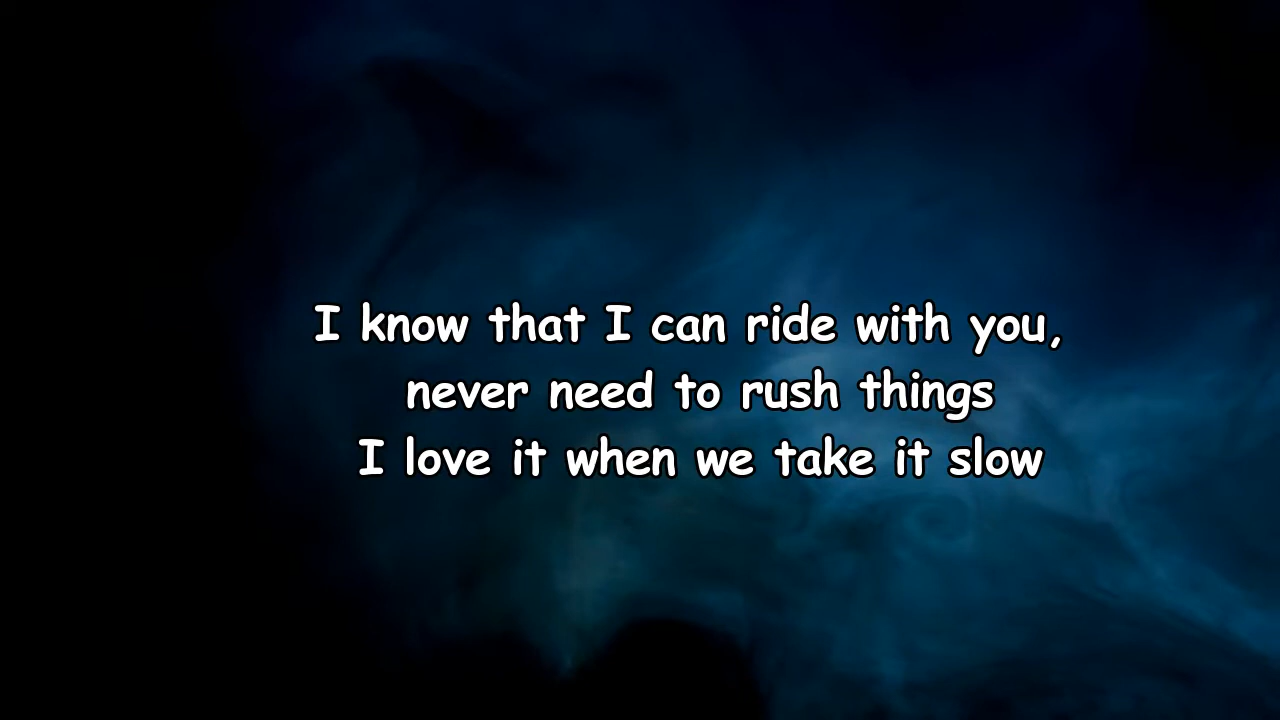 I know that I can ride with you,
never need to rush things
I love it when we take it slow